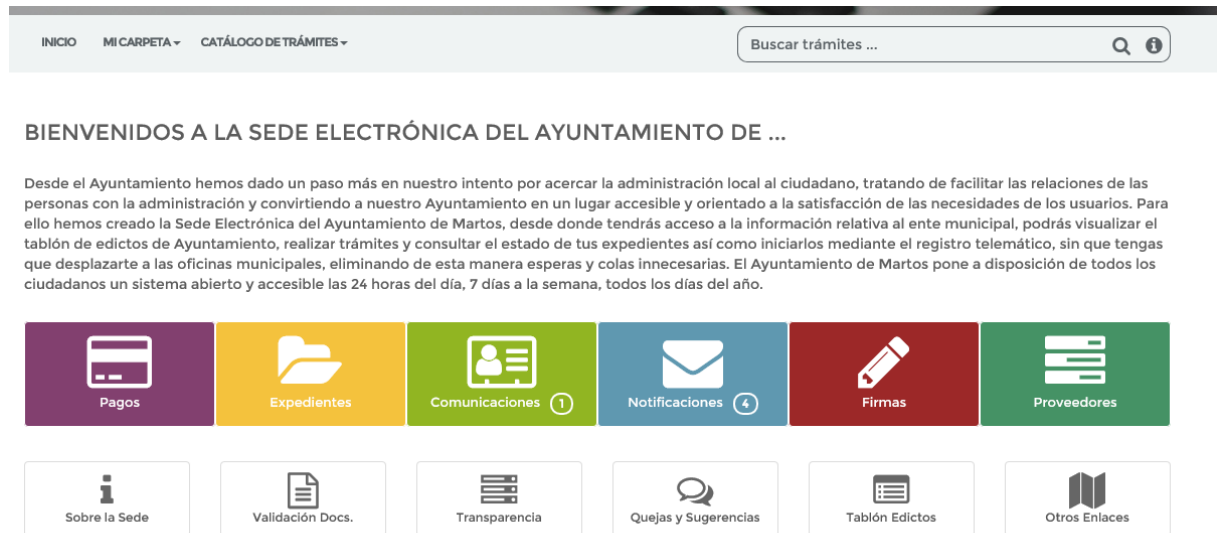 INICIO MI CARPETA CATÁLOGO DE TRÁMITES Buscar trámites ...
BIENVENIDOS A LA SEDE ELECTRÓNICA DEL AYUNTAMIENTO DE ...
Desde el Ayuntamiento hemos dado un paso más en nuestro intento por acercar la administración local al ciudadano, tratando de facilitar las relaciones de las
personas con la administración y convirtiendo a nuestro Ayuntamiento en un lugar accesible y orientado a la satisfacción de las necesidades de los usuarios. Para
ello hemos creado la Sede Electrónica del Ayuntamiento de Martos, desde donde tendrás acceso a la información relativa al ente municipal, podrás visualizar el
tablón de edictos de Ayuntamiento, realizar trámites y consultar el estado de tus expedientes así como iniciarlos mediante el registro telemático, sin que tengas
que desplazarte a las oficinas municipales, eliminando de esta manera esperas y colas innecesarias. El Ayuntamiento de Martos pone a disposición de todos los
ciudadanos un sistema abierto y accesible las 24 horas del día, 7 días a la semana, todos los días del año.
Pagos Expedientes Comunicaciones 1 Notificaciones 4 Firmas Proveedores
Sobre la Sede Validación Docs. Transparencia Quejas y Sugerencias Tablón Edictos Otros Enlaces